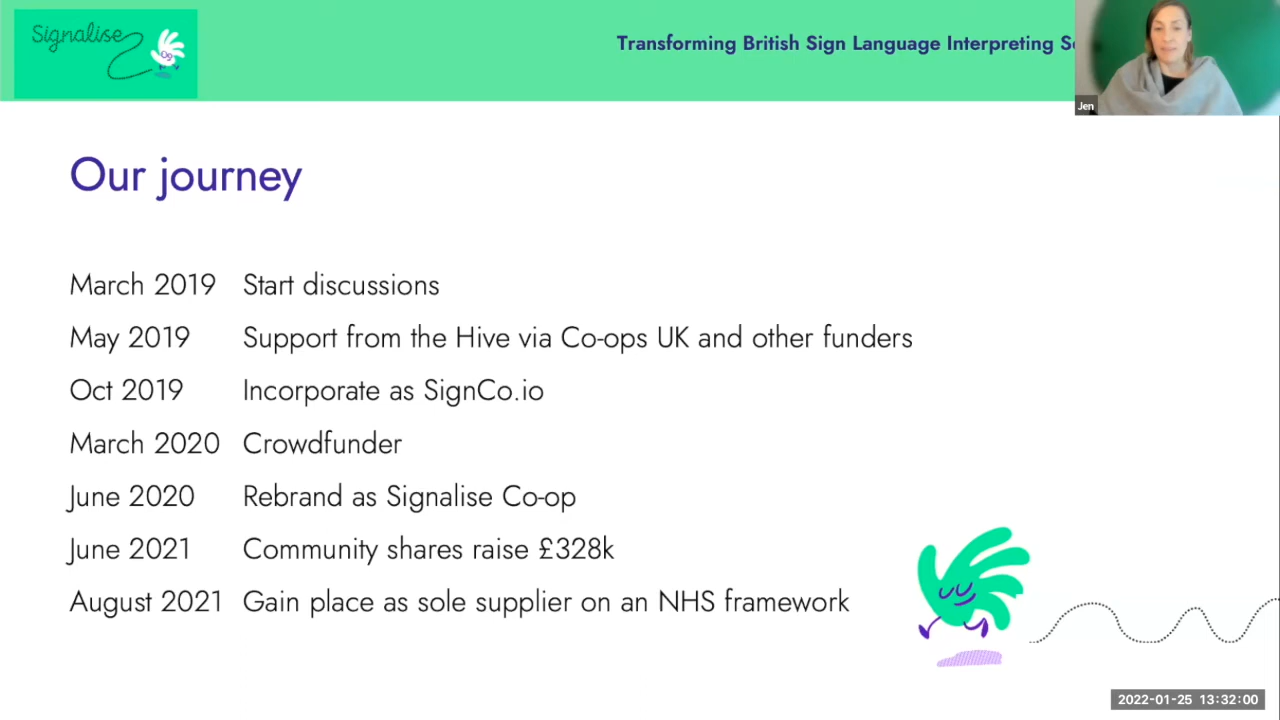 Signalise
Transforming British Sign Language Interpreting
Jen
Our journey
March 2019 Start discussions
May 2019 Support from the Hive via Co-ops UK and other funders
Oct 2019 Incorporate as SignCo.io
March 2020 Crowdfunder
June 2020 Rebrand as Signalise Co-op
June 2021 Community shares raise £328k
August 2021 Gain place as sole supplier on an NHS framework
2022-01-25 13:32:00